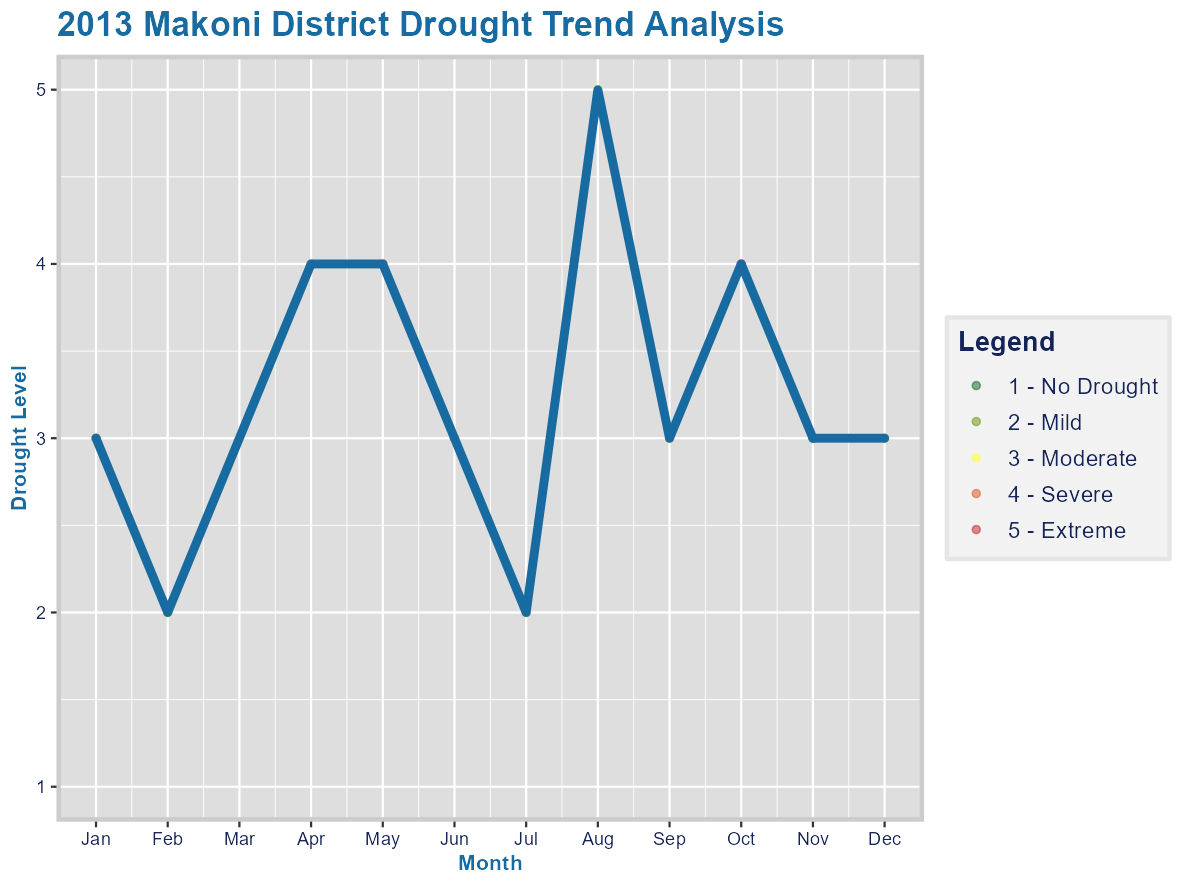 2013 Makoni District Drought Trend Analysis
5
4
3
2
1
Drought Level
Jan Feb Mar Apr May Jun Jul Aug Sep Oct Nov Dec
Month
Legend
1 - No Drought
2 - Mild
3 - Moderate
4 - Severe
5 - Extreme